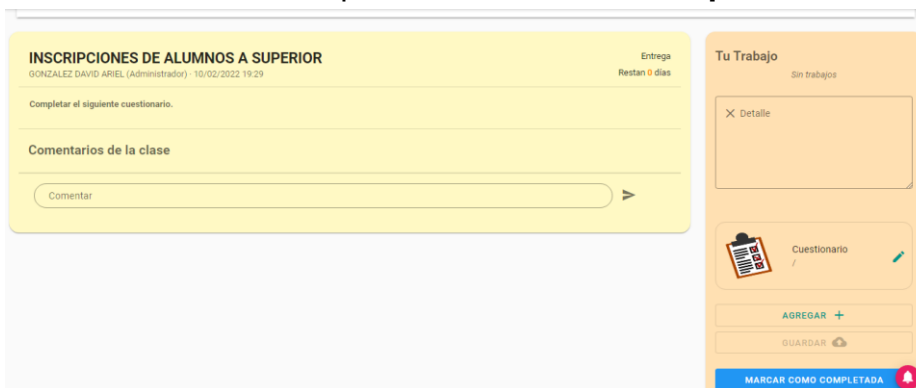 INSCRIPCIONES DE ALUMNOS A SUPERIOR
GONZALEZ DAVID ARIEL (Administrador) - 10/02/2022 19:29
Entrega
Restan 0 días
Completar el siguiente cuestionario.
Comentarios de la clase
Comentar
Tu Trabajo
Sin trabajos
Detalle
Cuestionario
/
AGREGAR +
GUARDAR
MARCAR COMO COMPLETADA